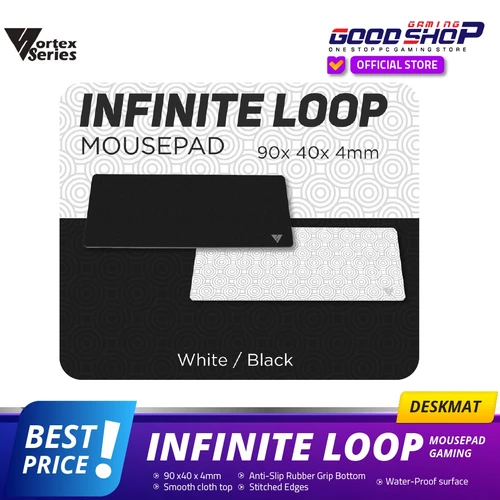 Vortex
Series
GAMING
GOODSHOP
ONE STOP PC GAMING STORE
OFFICIAL STORE
INFINITE LOOP
MOUSEPAD
90x 40x 4mm
White / Black
DESKMAT
BEST
PRICE!
INFINITE LOOP
MOUSEPAD
GAMING
90 x40 x 4mm
Anti-Slip Rubber Grip Bottom
Smooth cloth top
Stitched Edges
Water-Proof surface